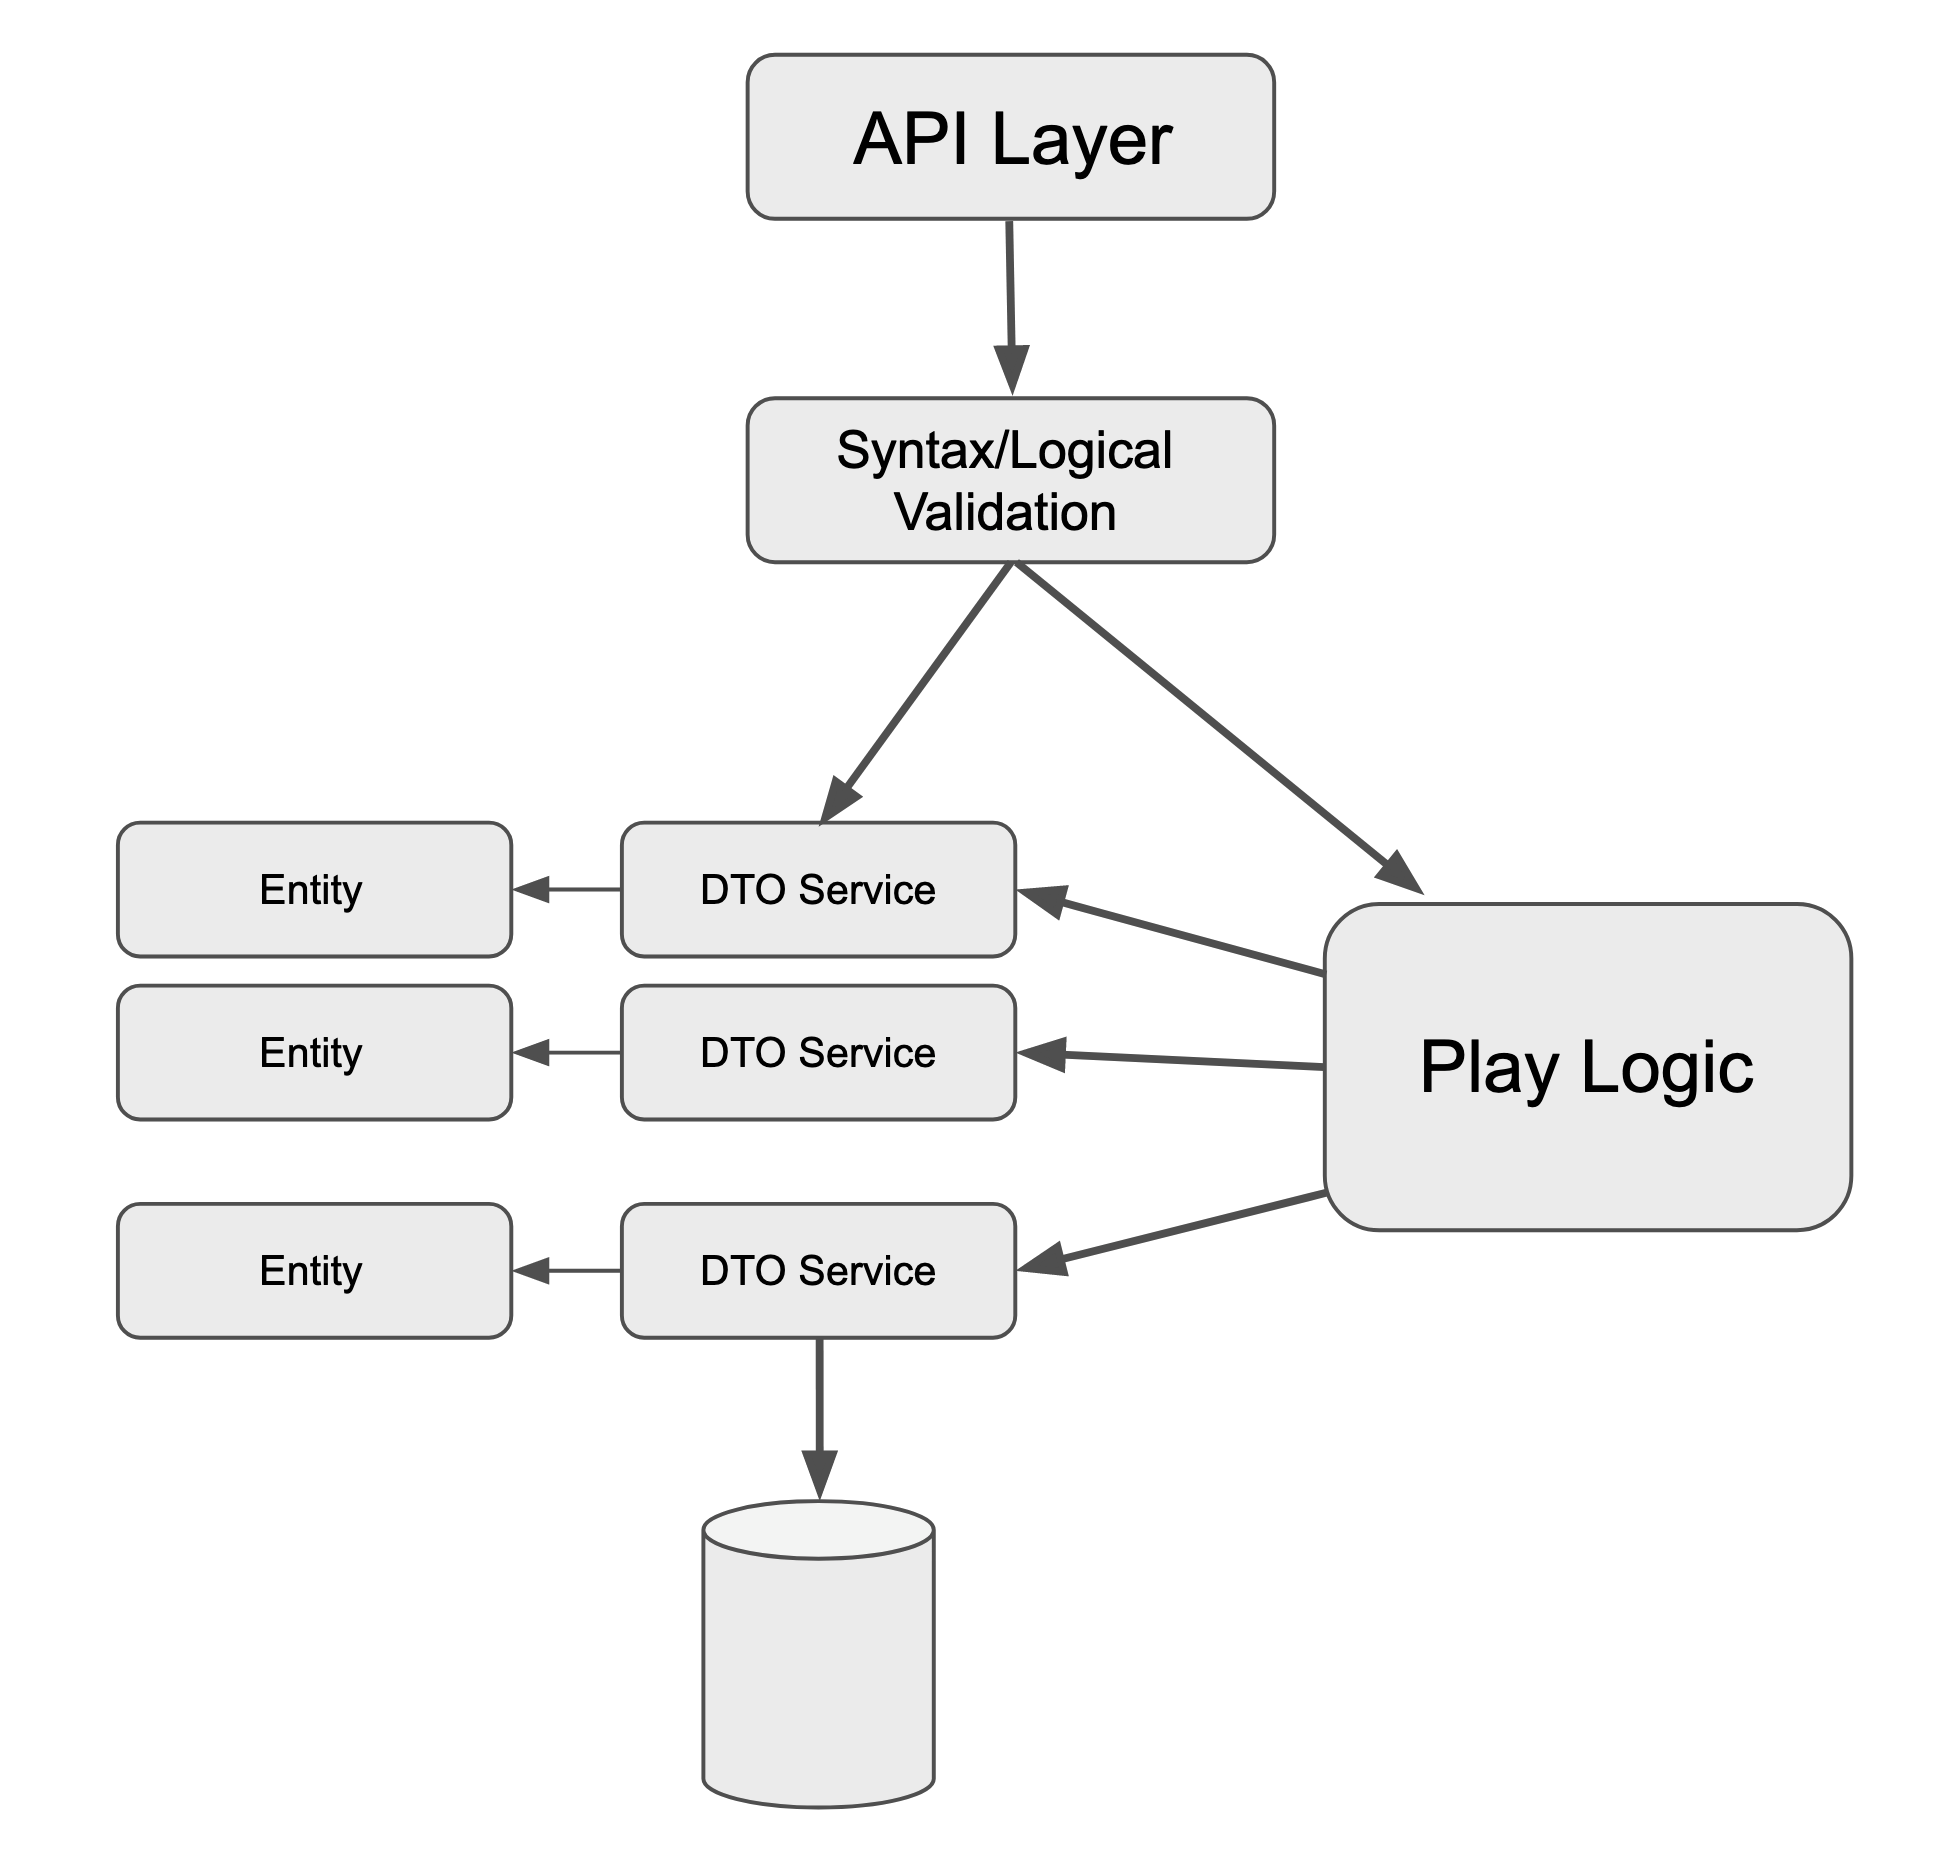 API Layer
Syntax/Logical
Validation
Entity
DTO Service
Entity
DTO Service
Play Logic
Entity
DTO Service